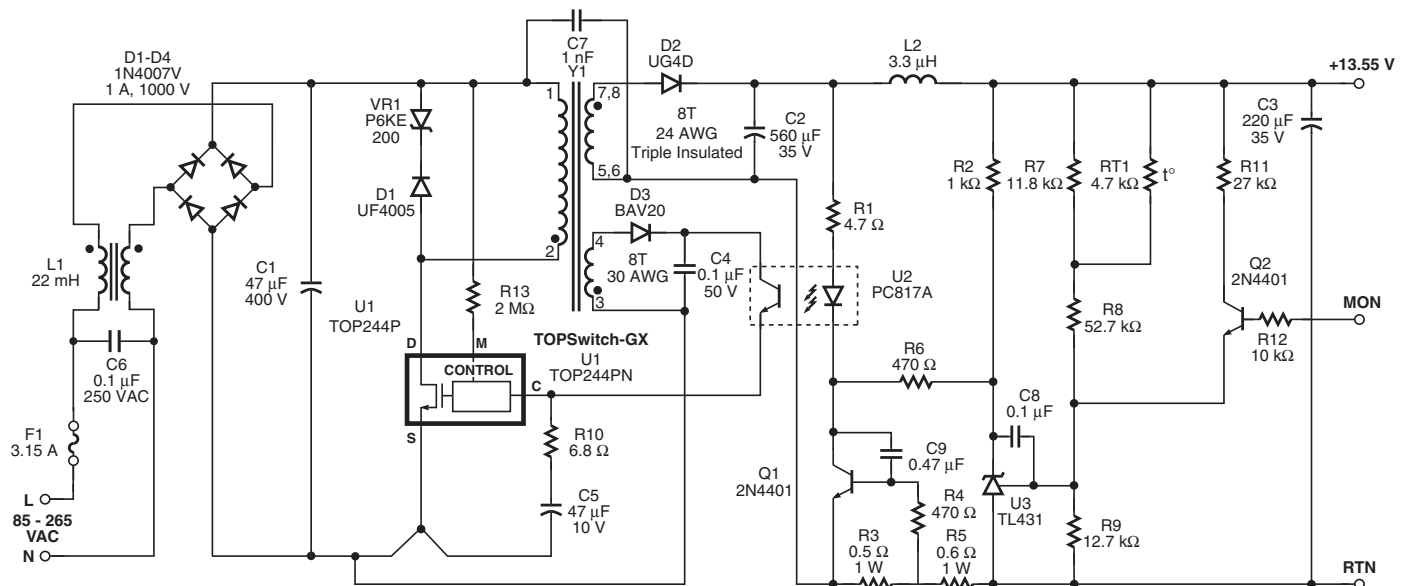 D1-D4
1N4007V
1 A, 1000 V
VR1
P6KE
200
D1
UF4005
C7
1 nF
Y1
1
2
7,8
5,6
4
3
D2
UG4D
8T
24 AWG
Triple Insulated
C2
560 µF
35 V
L2
3.3 µH
+13.55 V
C3
220 µF
35 V
R2
1 kΩ
R7
11.8 kΩ
RT1
4.7 kΩ
t°
R11
27 kΩ
D3
BAV20
8T
30 AWG
C4
0.1 µF
50 V
R1
4.7 Ω
U2
PC817A
L1
22 mH
C1
47 µF
400 V
R13
2 MΩ
U1
TOP244P
D
M
CONTROL
C
S
TOPSwitch-GX
U1
TOP244PN
R8
52.7 kΩ
Q2
2N4401
MON
R12
10 kΩ
C6
0.1 µF
250 VAC
R6
470 Ω
C8
0.1 µF
F1
3.15 A
R10
6.8 Ω
C9
0.47 µF
Q1
2N4401
R4
470 Ω
U3
TL431
L
85 - 265
VAC
N
C5
47 µF
10 V
R3
0.5 Ω
1 W
R5
0.6 Ω
1 W
R9
12.7 kΩ
RTN